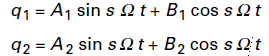 q₁ = A₁ sin s Ω t + B₁ cos s Ω t
q₂ = A₂ sin s Ω t + B₂ cos s Ω t